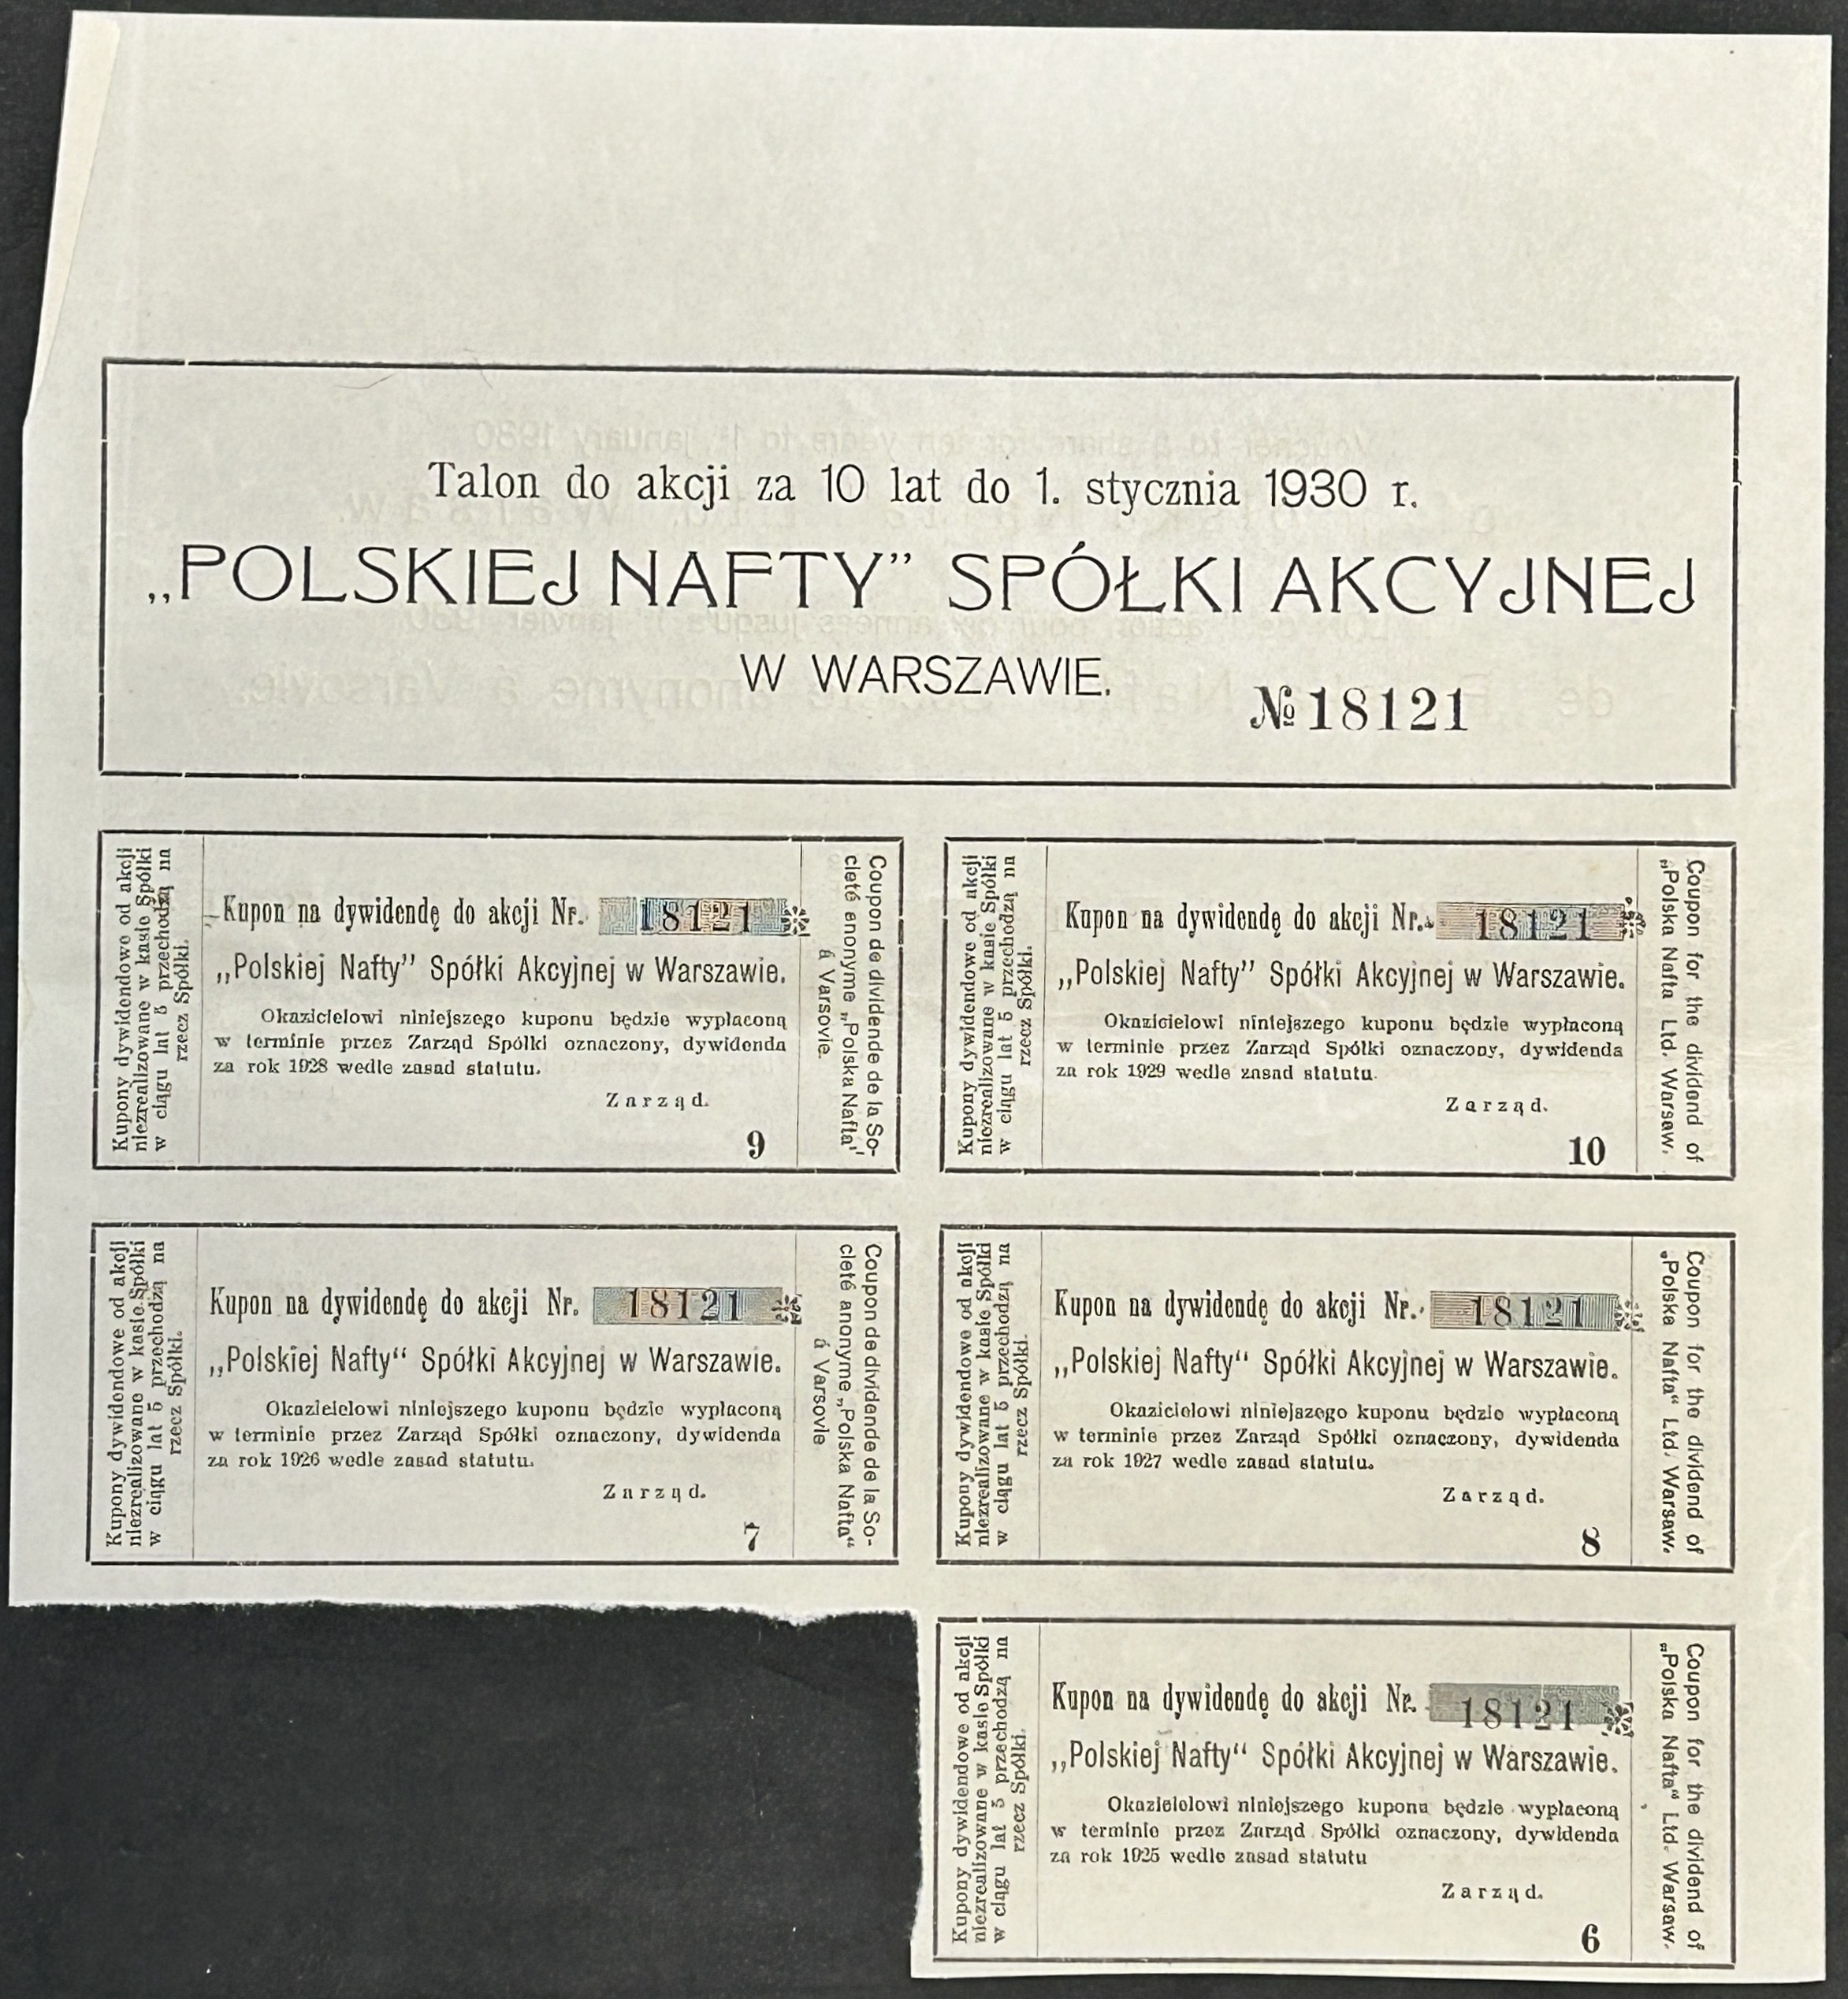 Talon do akcji za 10 lat do 1. stycznia 1930 r.
„POLSKIEJ NAFTY” SPÓŁKI AKCYJNEJ
W WARSZAWIE.
№ 18121
Kupony dywidendowe od akcji
niezrealizowane w kasie Spółki
w ciągu lat 5 przechodzą na
rzecz Spółki.
Kupon na dywidendę do akcji Nr. 18121
„Polskiej Nafty” Spółki Akcyjnej w Warszawie.
Okazicielowi niniejszego kuponu będzie wypłaconą
w terminie przez Zarząd Spółki oznaczony, dywidenda
za rok 1928 wedle zasad statutu.
Zarząd.
9
Coupon de dividende de la So-
cieté anonyme „Polska Nafta”
á Varsovie.
Kupony dywidendowe od akcji
niezrealizowane w kasie Spółki
w ciągu lat 5 przechodzą na
rzecz Spółki.
Kupon na dywidendę do akcji Nr. 18121
„Polskiej Nafty” Spółki Akcyjnej w Warszawie.
Okazicielowi niniejszego kuponu będzie wypłaconą
w terminie przez Zarząd Spółki oznaczony, dywidenda
za rok 1929 wedle zasad statutu.
Zarząd.
10
Coupon for the dividend of
„Polska Nafta Ltd. Warsaw.
Kupony dywidendowe od akcji
niezrealizowane w kasie Spółki
w ciągu lat 5 przechodzą na
rzecz Spółki.
Kupon na dywidendę do akcji Nr. 18121
„Polskiej Nafty“ Spółki Akcyjnej w Warszawie.
Okazicielowi niniejszego kuponu będzie wypłaconą
w terminie przez Zarząd Spółki oznaczony, dywidenda
za rok 1926 wedle zasad statutu.
Zarząd.
7
Coupon de dividende de la So-
cieté anonyme „Polska Nafta“
á Varsovie
Kupony dywidendowe od akcji
niezrealizowane w kasie Spółki
w ciągu lat 5 przechodzą na
rzecz Spółki.
Kupon na dywidendę do akcji Nr. 18121
„Polskiej Nafty“ Spółki Akcyjnej w Warszawie.
Okazicielowi niniejszego kuponu będzie wypłaconą
w terminie przez Zarząd Spółki oznaczony, dywidenda
za rok 1927 wedle zasad statutu.
Zarząd.
8
Coupon for the dividend of
„Polska Nafta“ Ltd. Warsaw.
Kupony dywidendowe od akcji
niezrealizowane w kasie Spółki
w ciągu lat 5 przechodzą na
rzecz Spółki.
Kupon na dywidendę do akcji Nr. 18121
„Polskiej Nafty“ Spółki Akcyjnej w Warszawie.
Okazicielowi niniejszego kuponu będzie wypłaconą
w terminie przez Zarząd Spółki oznaczony, dywidenda
za rok 1925 wedle zasad statutu
Zarząd.
6
Coupon for the dividend of
„Polska Nafta“ Ltd. Warsaw.